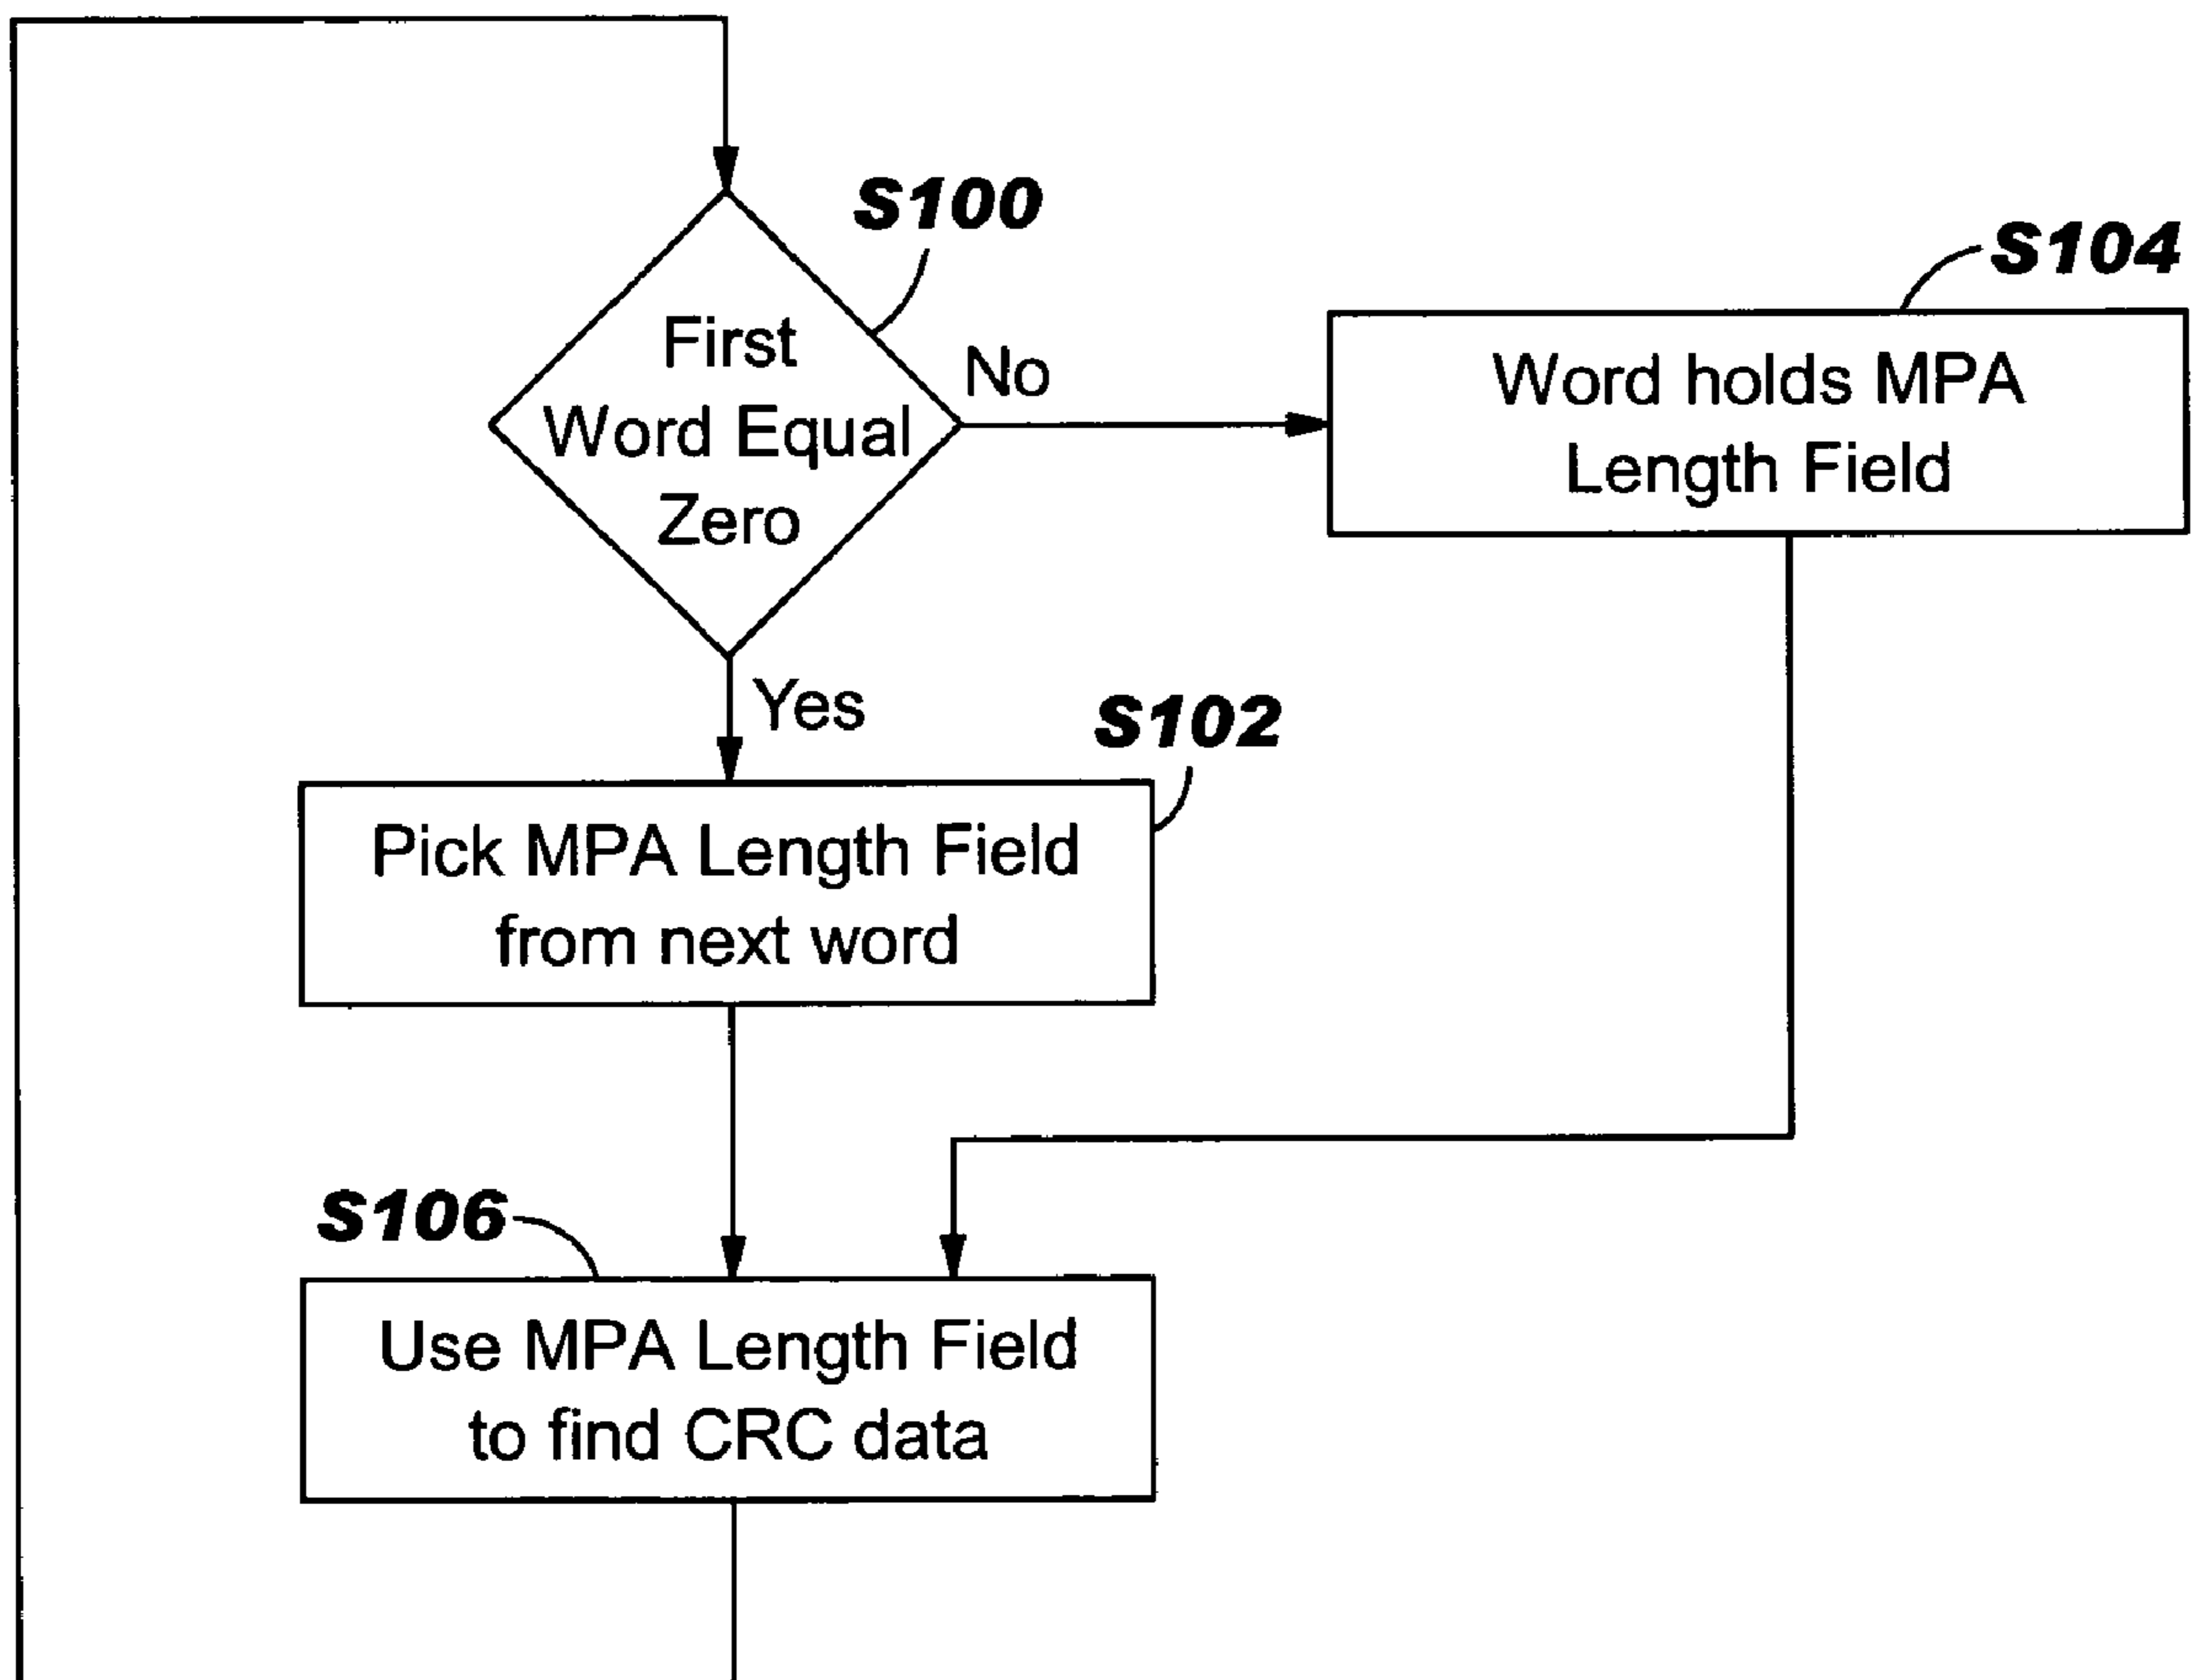 S100
First
Word Equal
Zero
No
S104
Word holds MPA
Length Field
Yes
S102
Pick MPA Length Field
from next word
S106
Use MPA Length Field
to find CRC data